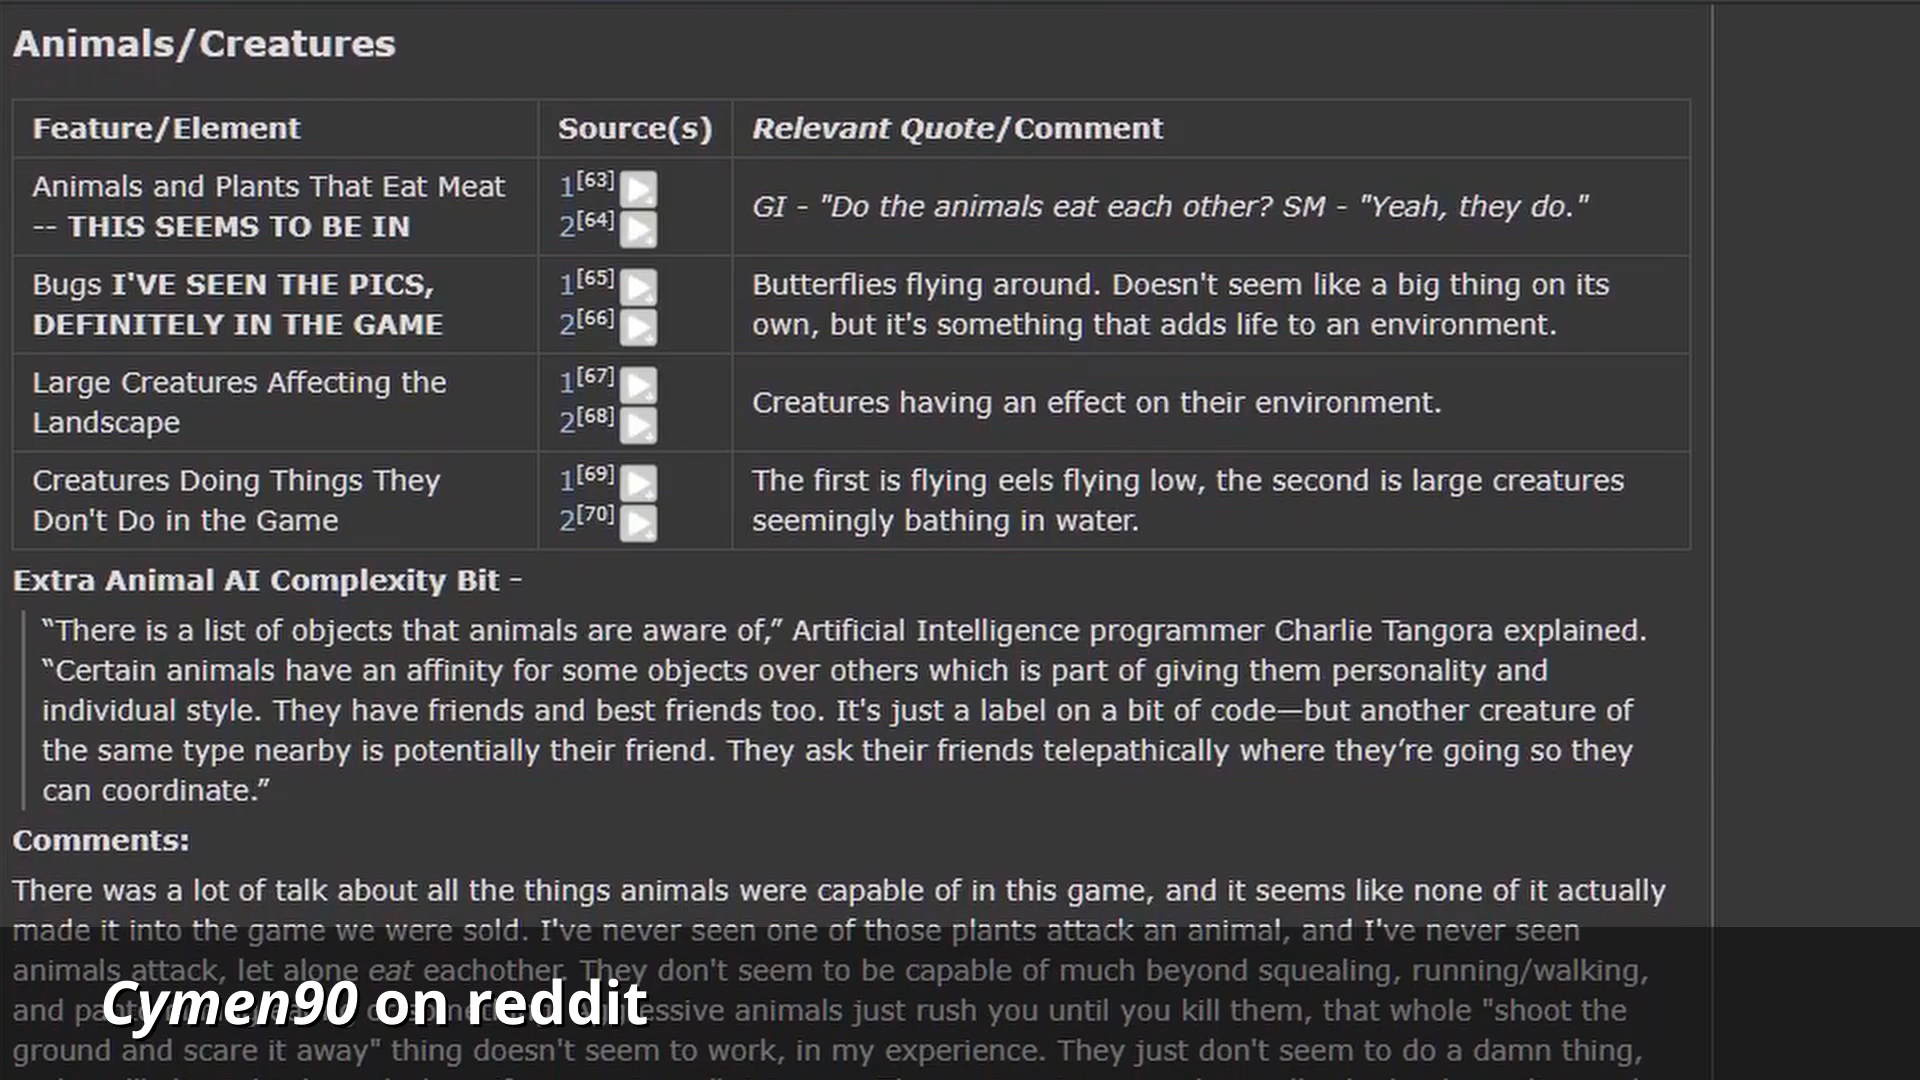 Animals/Creatures
Feature/Element
Source(s)
Relevant Quote/Comment
Animals and Plants That Eat Meat
-- THIS SEEMS TO BE IN
1[63]
2[64]
GI - "Do the animals eat each other? SM - "Yeah, they do."
Bugs I'VE SEEN THE PICS,
DEFINITELY IN THE GAME
1[65]
2[66]
Butterflies flying around. Doesn't seem like a big thing on its
own, but it's something that adds life to an environment.
Large Creatures Affecting the
Landscape
1[67]
2[68]
Creatures having an effect on their environment.
Creatures Doing Things They
Don't Do in the Game
1[69]
2[70]
The first is flying eels flying low, the second is large creatures
seemingly bathing in water.
Extra Animal AI Complexity Bit -
“There is a list of objects that animals are aware of,” Artificial Intelligence programmer Charlie Tangora explained.
“Certain animals have an affinity for some objects over others which is part of giving them personality and
individual style. They have friends and best friends too. It's just a label on a bit of code—but another creature of
the same type nearby is potentially their friend. They ask their friends telepathically where they’re going so they
can coordinate.”
Comments:
There was a lot of talk about all the things animals were capable of in this game, and it seems like none of it actually
made it into the game we were sold. I've never seen one of those plants attack an animal, and I've never seen
animals attack, let alone eat eachother. They don't seem to be capable of much beyond squealing, running/walking,
and animals just rush you until you kill them, that whole "shoot the
Cymen90 on reddit
ground and scare it away" thing doesn't seem to work, in my experience. They just don't seem to do a damn thing,